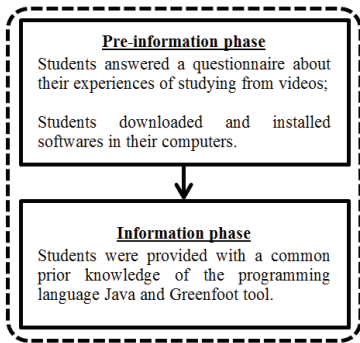 Pre-information phase
Students answered a questionnaire about
their experiences of studying from videos;
Students downloaded and installed
softwares in their computers.
Information phase
Students were provided with a common
prior knowledge of the programming
language Java and Greenfoot tool.